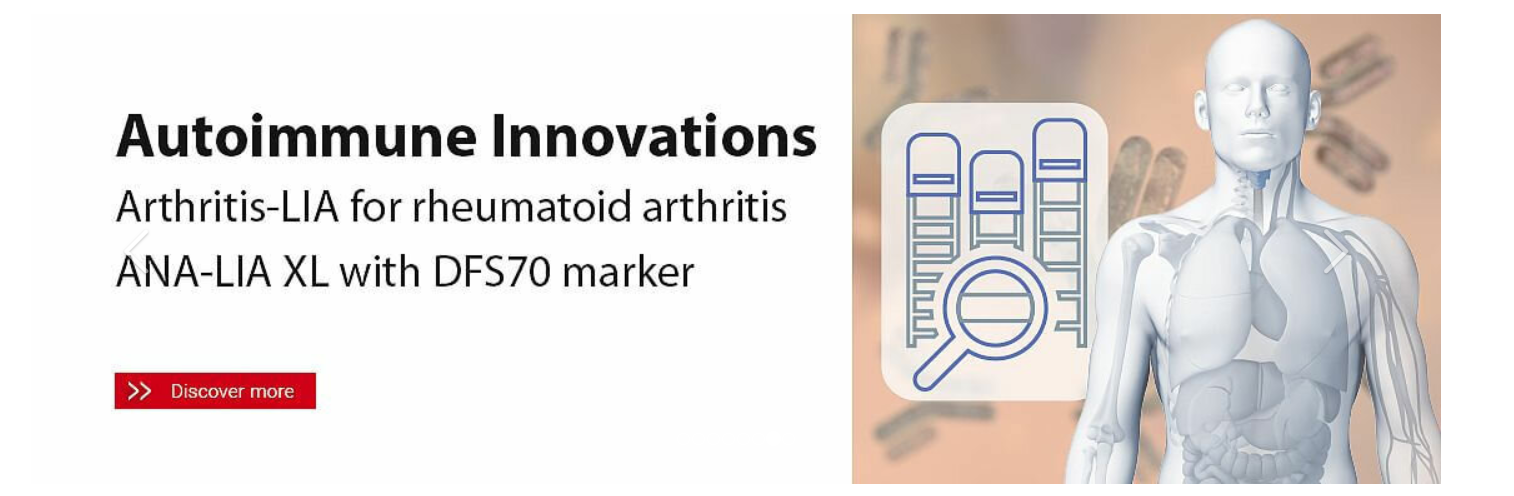 Autoimmune Innovations
Arthritis-LIA for rheumatoid arthritis
ANA-LIA XL with DFS70 marker
Discover more